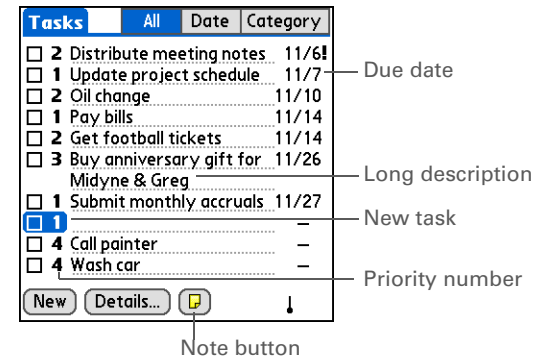 Tasks All Date Category
2 Distribute meeting notes 11/6!
1 Update project schedule 11/7
Due date
2 Oil change 11/10
1 Pay bills 11/14
2 Get football tickets 11/14
3 Buy anniversary gift for 11/26
Midyne & Greg
Long description
1 Submit monthly accruals 11/27
1 –
New task
4 Call painter –
4 Wash car –
Priority number
New Details...
Note button